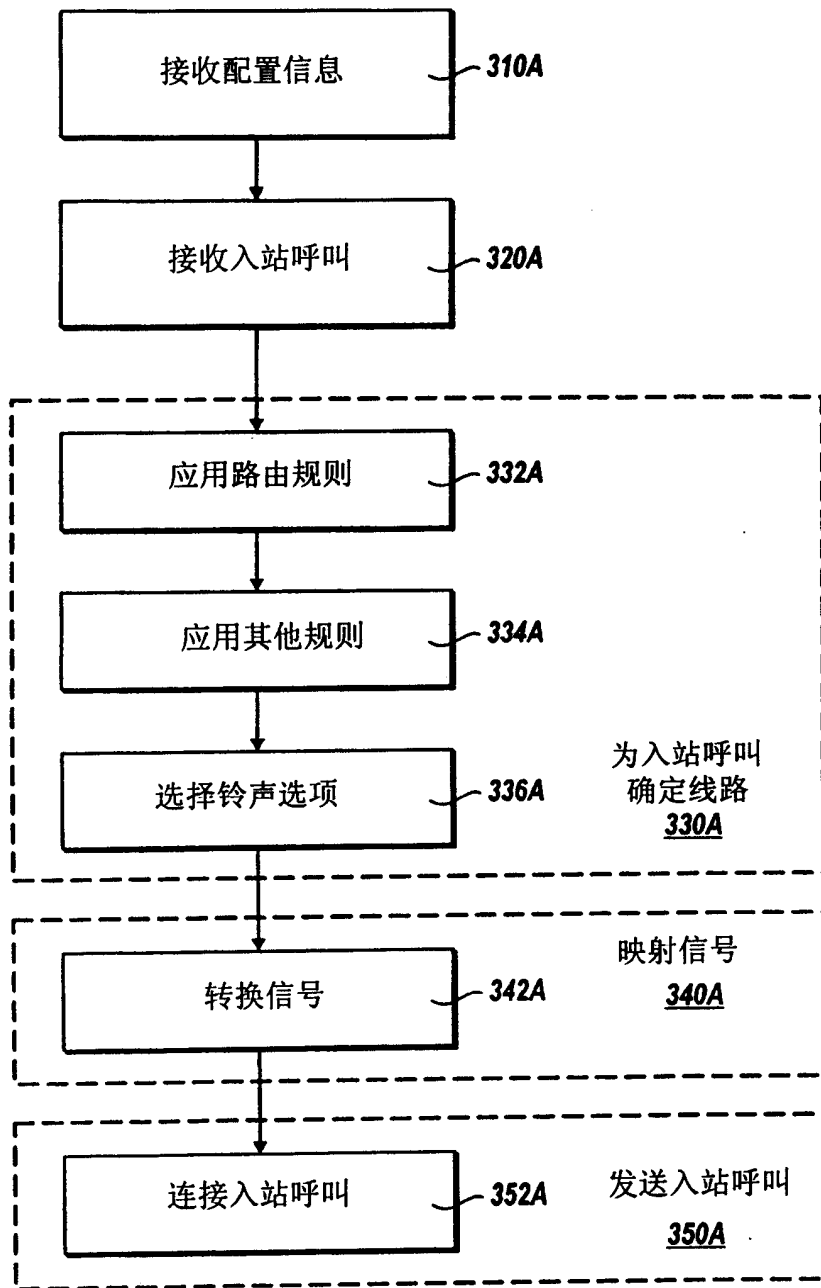 接收配置信息
310A
接收入站呼叫
320A
应用路由规则
332A
应用其他规则
334A
选择铃声选项
336A
为入站呼叫
确定线路
330A
转换信号
342A
映射信号
340A
连接入站呼叫
352A
发送入站呼叫
350A